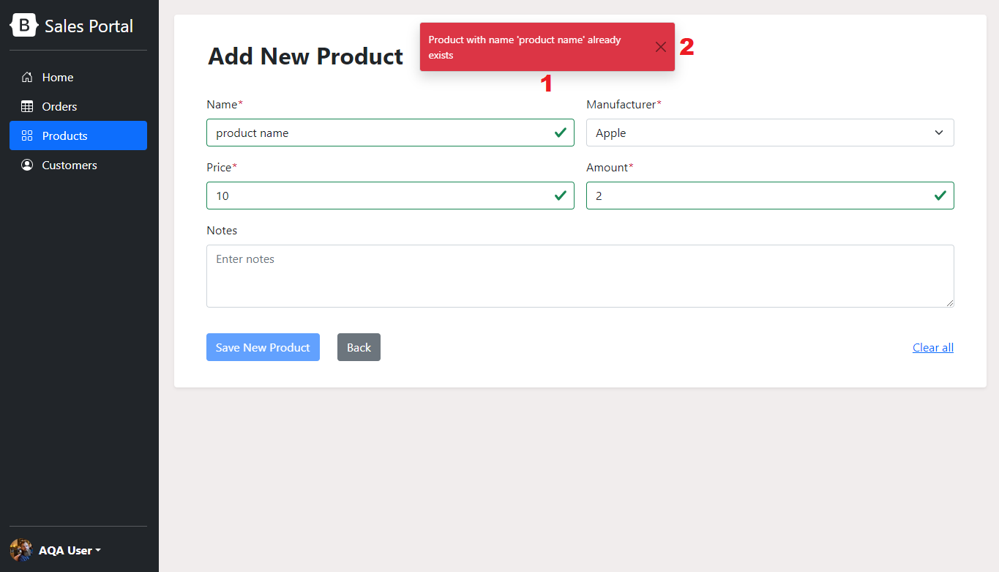 B Sales Portal
Home
Orders
Products
Customers
AQA User
Add New Product
Product with name 'product name' already
exists
2
1
Name*
Manufacturer*
product name
Apple
Price*
Amount*
10
2
Notes
Enter notes
Save New Product
Back
Clear all